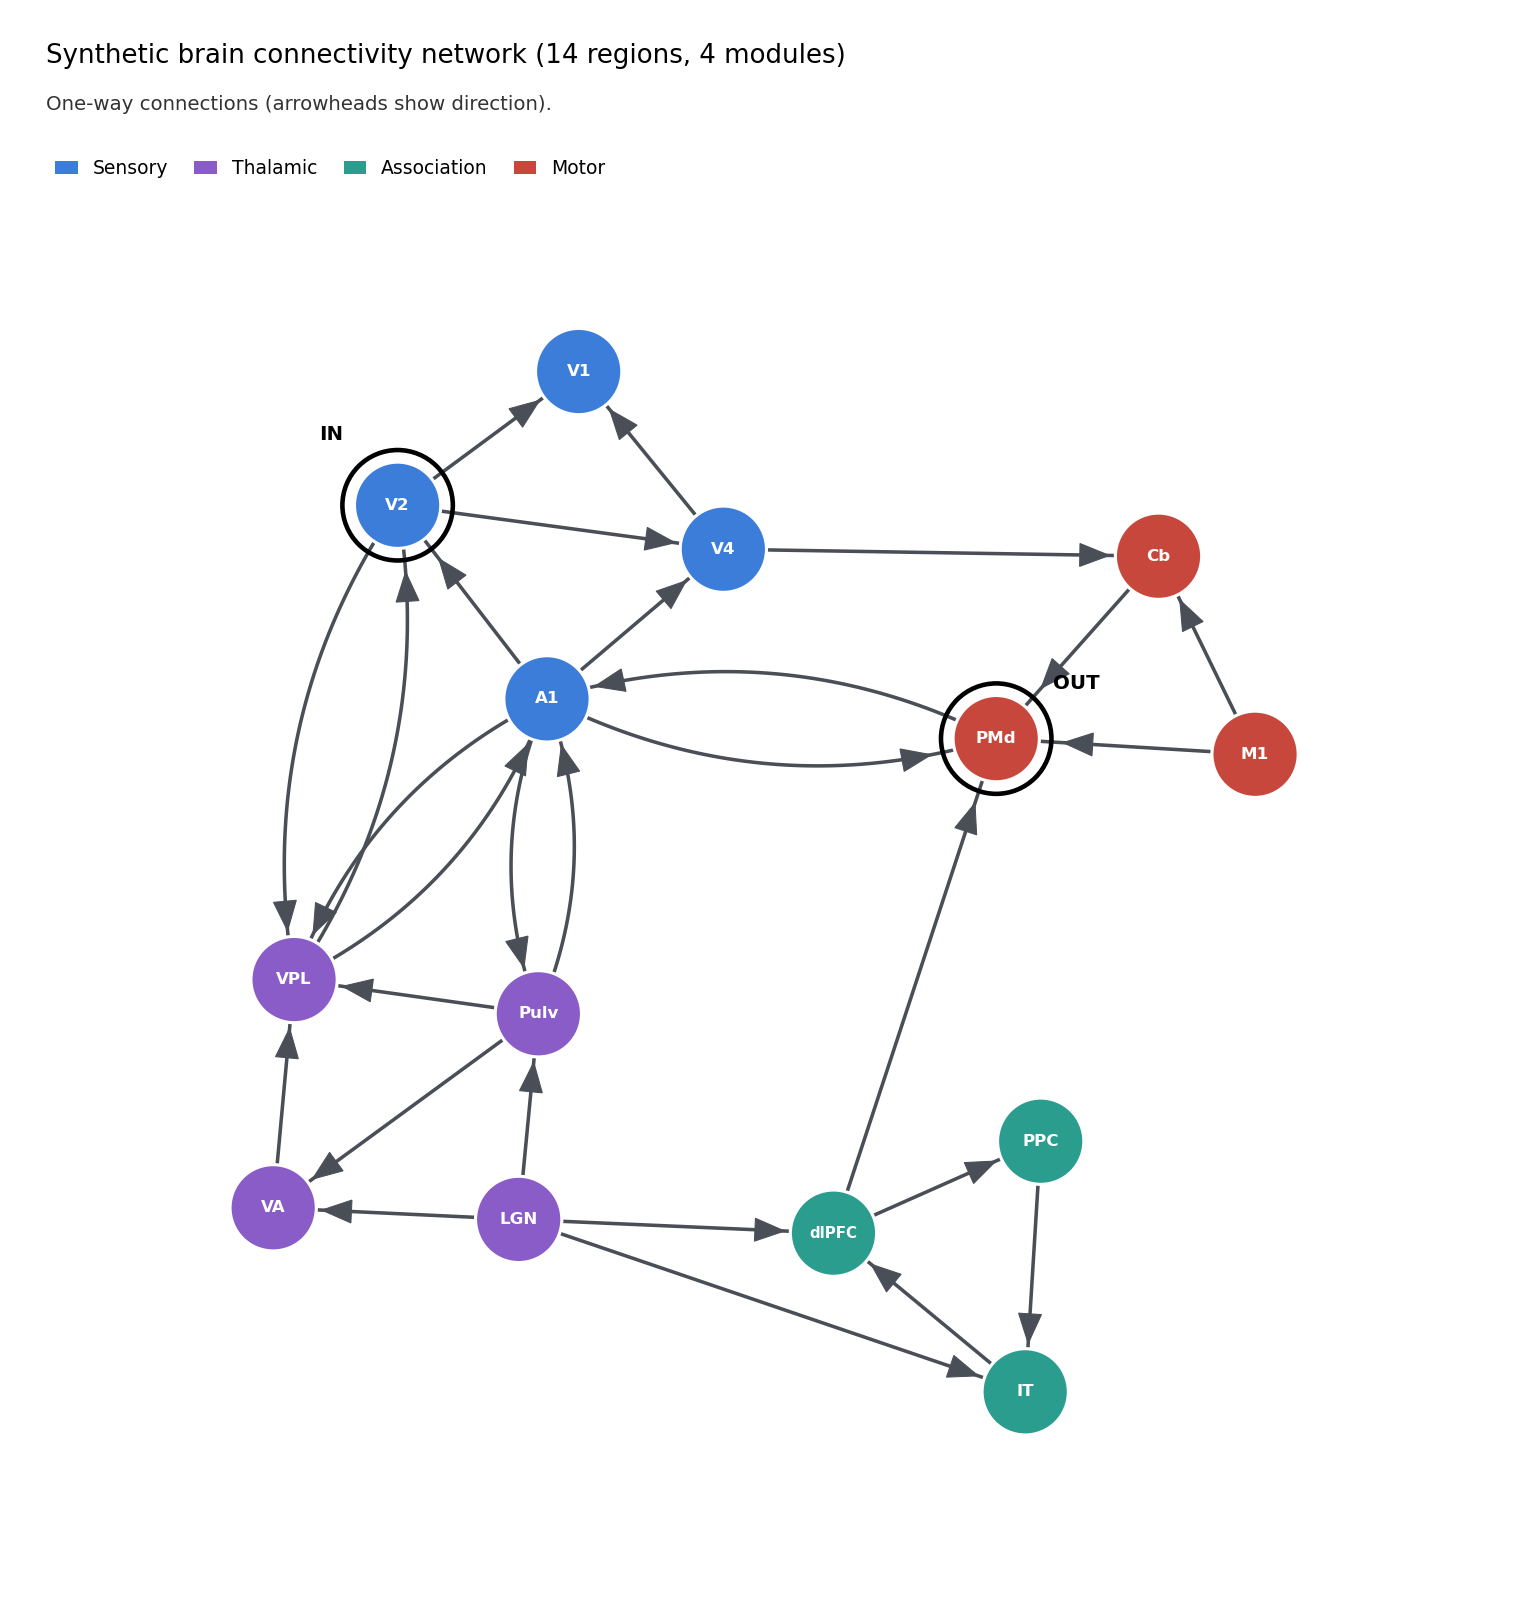 Synthetic brain connectivity network (14 regions, 4 modules)
One-way connections (arrowheads show direction).
Sensory Thalamic Association Motor
V1
IN
V2
V4
Cb
OUT
A1
PMd
M1
VPL
Pulv
PPC
VA
LGN
dlPFC
IT